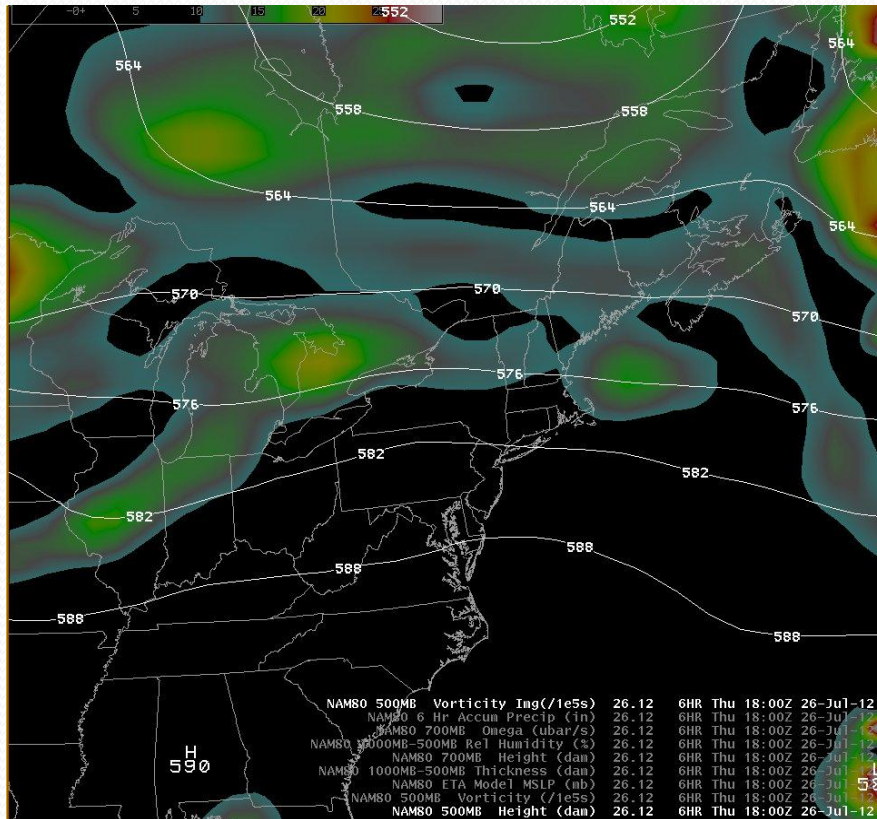 -0+ 5 10 15 20 25
552 552
564 564
558 558
564 564
564
570 570
570
576 576
576
582
582
582
588 588
588 588
H
590
L
NAM80 500MB Vorticity Img(/1e5s) 26.12 6HR Thu 18:00Z 26-Jul-12
NAM80 6 Hr Accum Precip (in) 26.12 6HR Thu 18:00Z 26-Jul-12
NAM80 700MB Omega (ubar/s) 26.12 6HR Thu 18:00Z 26-Jul-12
NAM80 1000MB-500MB Rel Humidity (%) 26.12 6HR Thu 18:00Z 26-Jul-12
NAM80 700MB Height (dam) 26.12 6HR Thu 18:00Z 26-Jul
NAM80 1000MB-500MB Thickness (dam) 26.12 6HR Thu 18:00Z 26-Jul
NAM80 ETA Model MSLP (mb) 26.12 6HR Thu 18:00Z 26-Jul
NAM80 500MB Vorticity (/1e5s) 26.12 6HR Thu 18:00Z 26-Jul-12
NAM80 500MB Height (dam) 26.12 6HR Thu 18:00Z 26-Jul-12